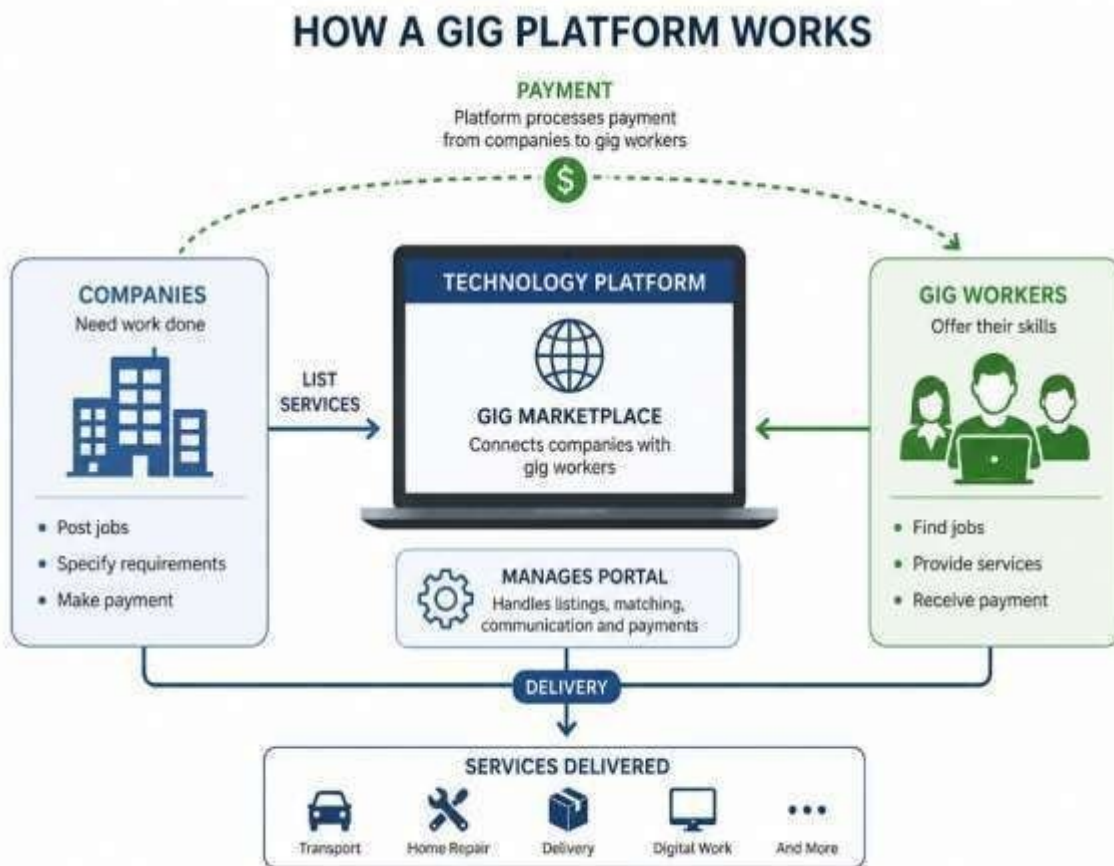 HOW A GIG PLATFORM WORKS
PAYMENT
Platform processes payment
from companies to gig workers
$
COMPANIES
Need work done
• Post jobs
• Specify requirements
• Make payment
LIST
SERVICES
TECHNOLOGY PLATFORM
GIG MARKETPLACE
Connects companies with
gig workers
MANAGES PORTAL
Handles listings, matching,
communication and payments
GIG WORKERS
Offer their skills
• Find jobs
• Provide services
• Receive payment
DELIVERY
SERVICES DELIVERED
Transport
Home Repair
Delivery
Digital Work
And More